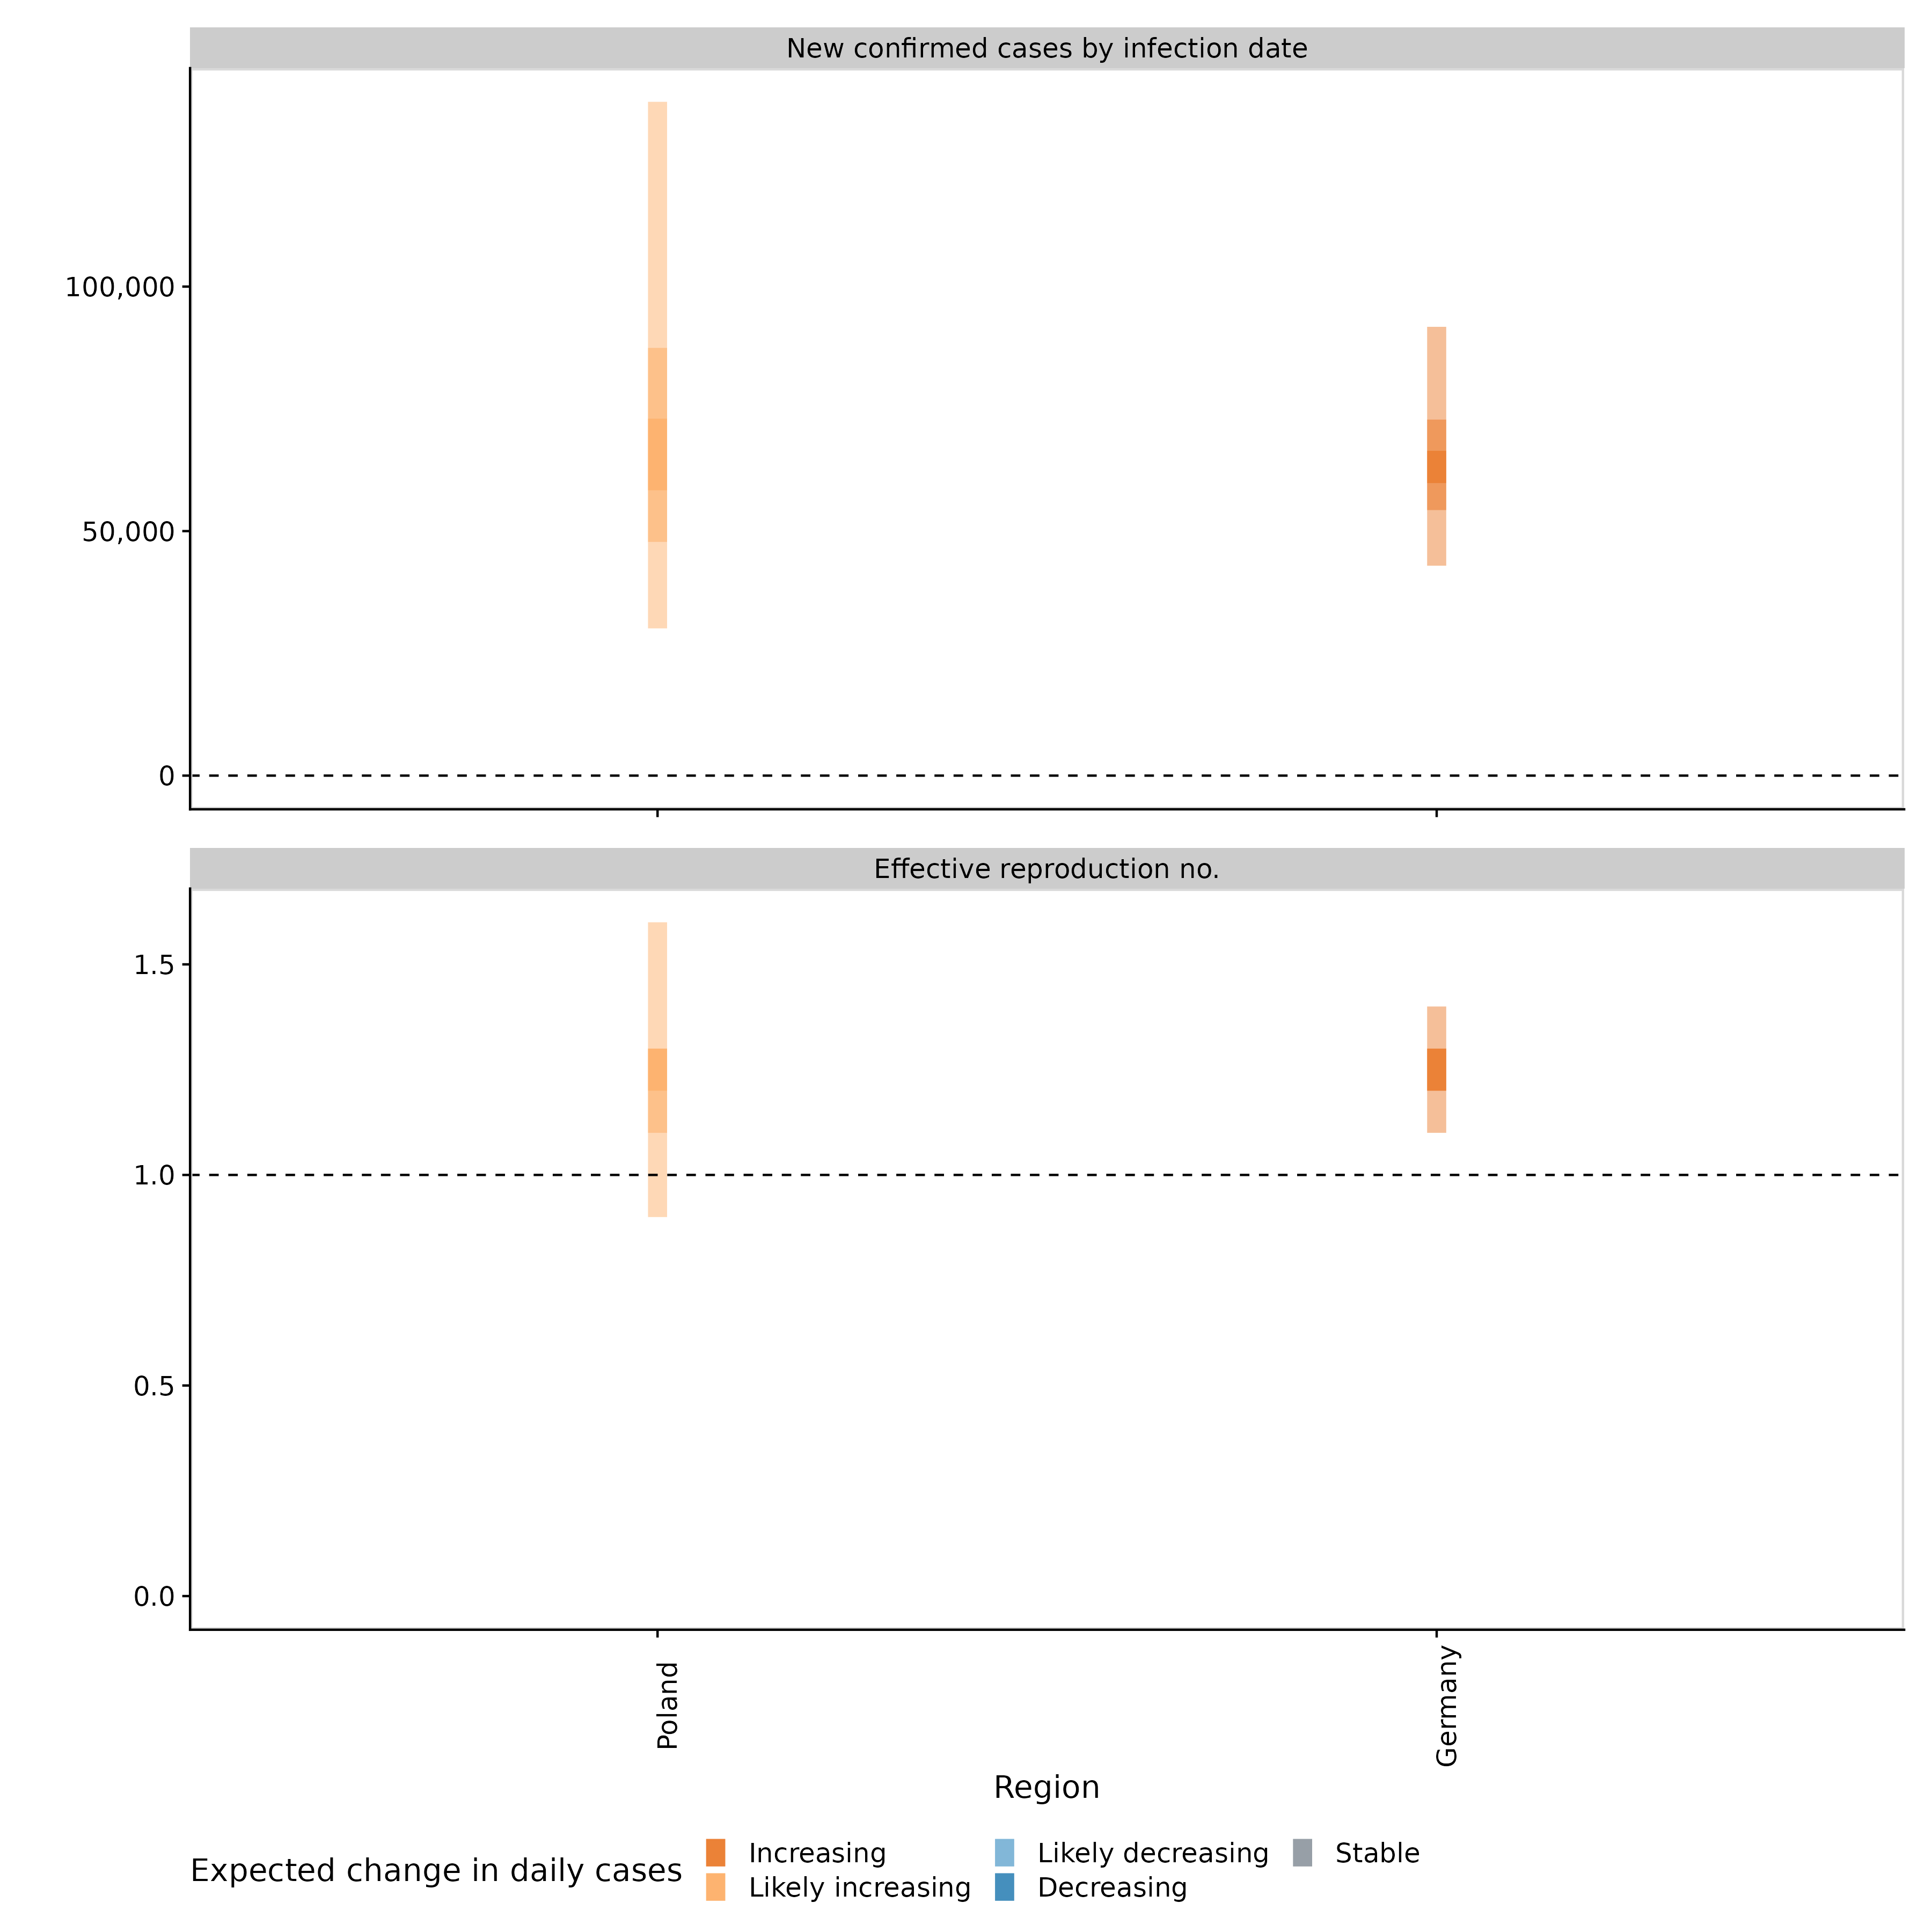 New confirmed cases by infection date
100,000
50,000
0
Effective reproduction no.
1.5
1.0
0.5
0.0
Poland
Germany
Region
Expected change in daily cases
Increasing
Likely increasing
Likely decreasing
Decreasing
Stable